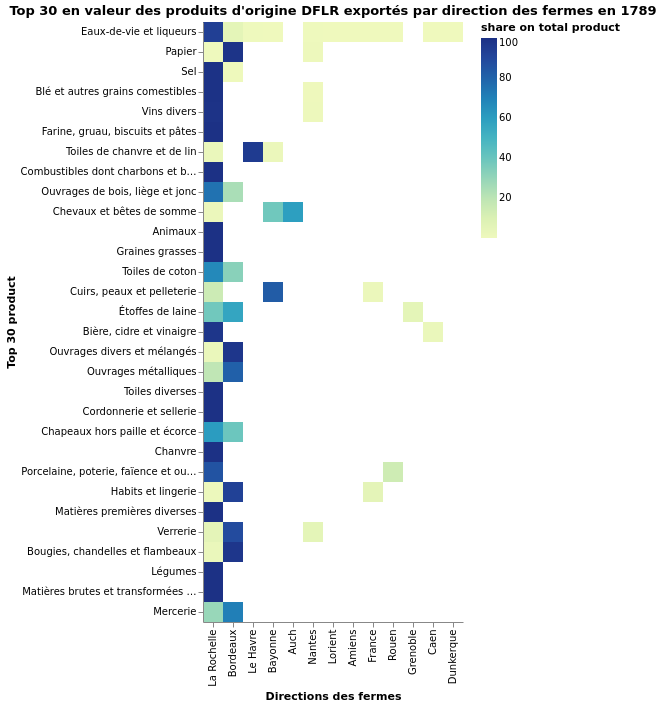 Top 30 en valeur des produits d'origine DFLR exportés par direction des fermes en 1789
share on total product
100
80
60
40
20
Top 30 product
Eaux-de-vie et liqueurs
Papier
Sel
Blé et autres grains comestibles
Vins divers
Farine, gruau, biscuits et pâtes
Toiles de chanvre et de lin
Combustibles dont charbons et b...
Ouvrages de bois, liège et jonc
Chevaux et bêtes de somme
Animaux
Graines grasses
Toiles de coton
Cuirs, peaux et pelleterie
Étoffes de laine
Bière, cidre et vinaigre
Ouvrages divers et mélangés
Ouvrages métalliques
Toiles diverses
Cordonnerie et sellerie
Chapeaux hors paille et écorce
Chanvre
Porcelaine, poterie, faïence et ou...
Habits et lingerie
Matières premières diverses
Verrerie
Bougies, chandelles et flambeaux
Légumes
Matières brutes et transformées ...
Mercerie
La Rochelle
Bordeaux
Le Havre
Bayonne
Auch
Nantes
Lorient
Amiens
France
Rouen
Grenoble
Caen
Dunkerque
Directions des fermes